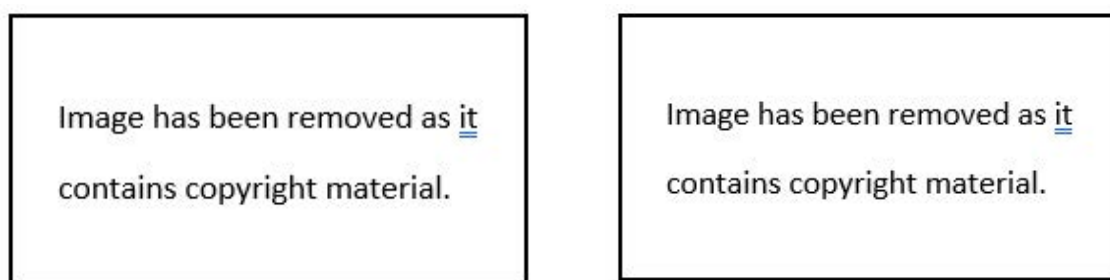 Image has been removed as it
contains copyright material.
Image has been removed as it
contains copyright material.